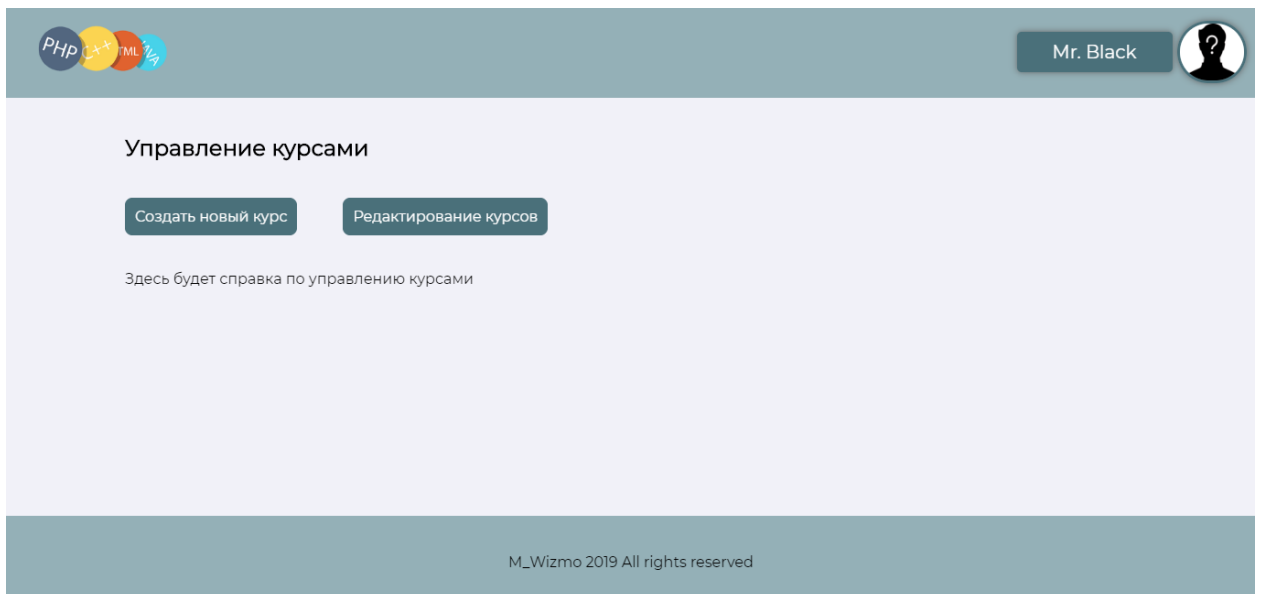 PHP C++ TML
Mr. Black
?
Управление курсами
Создать новый курс
Редактирование курсов
Здесь будет справка по управлению курсами
M_Wizmo 2019 All rights reserved